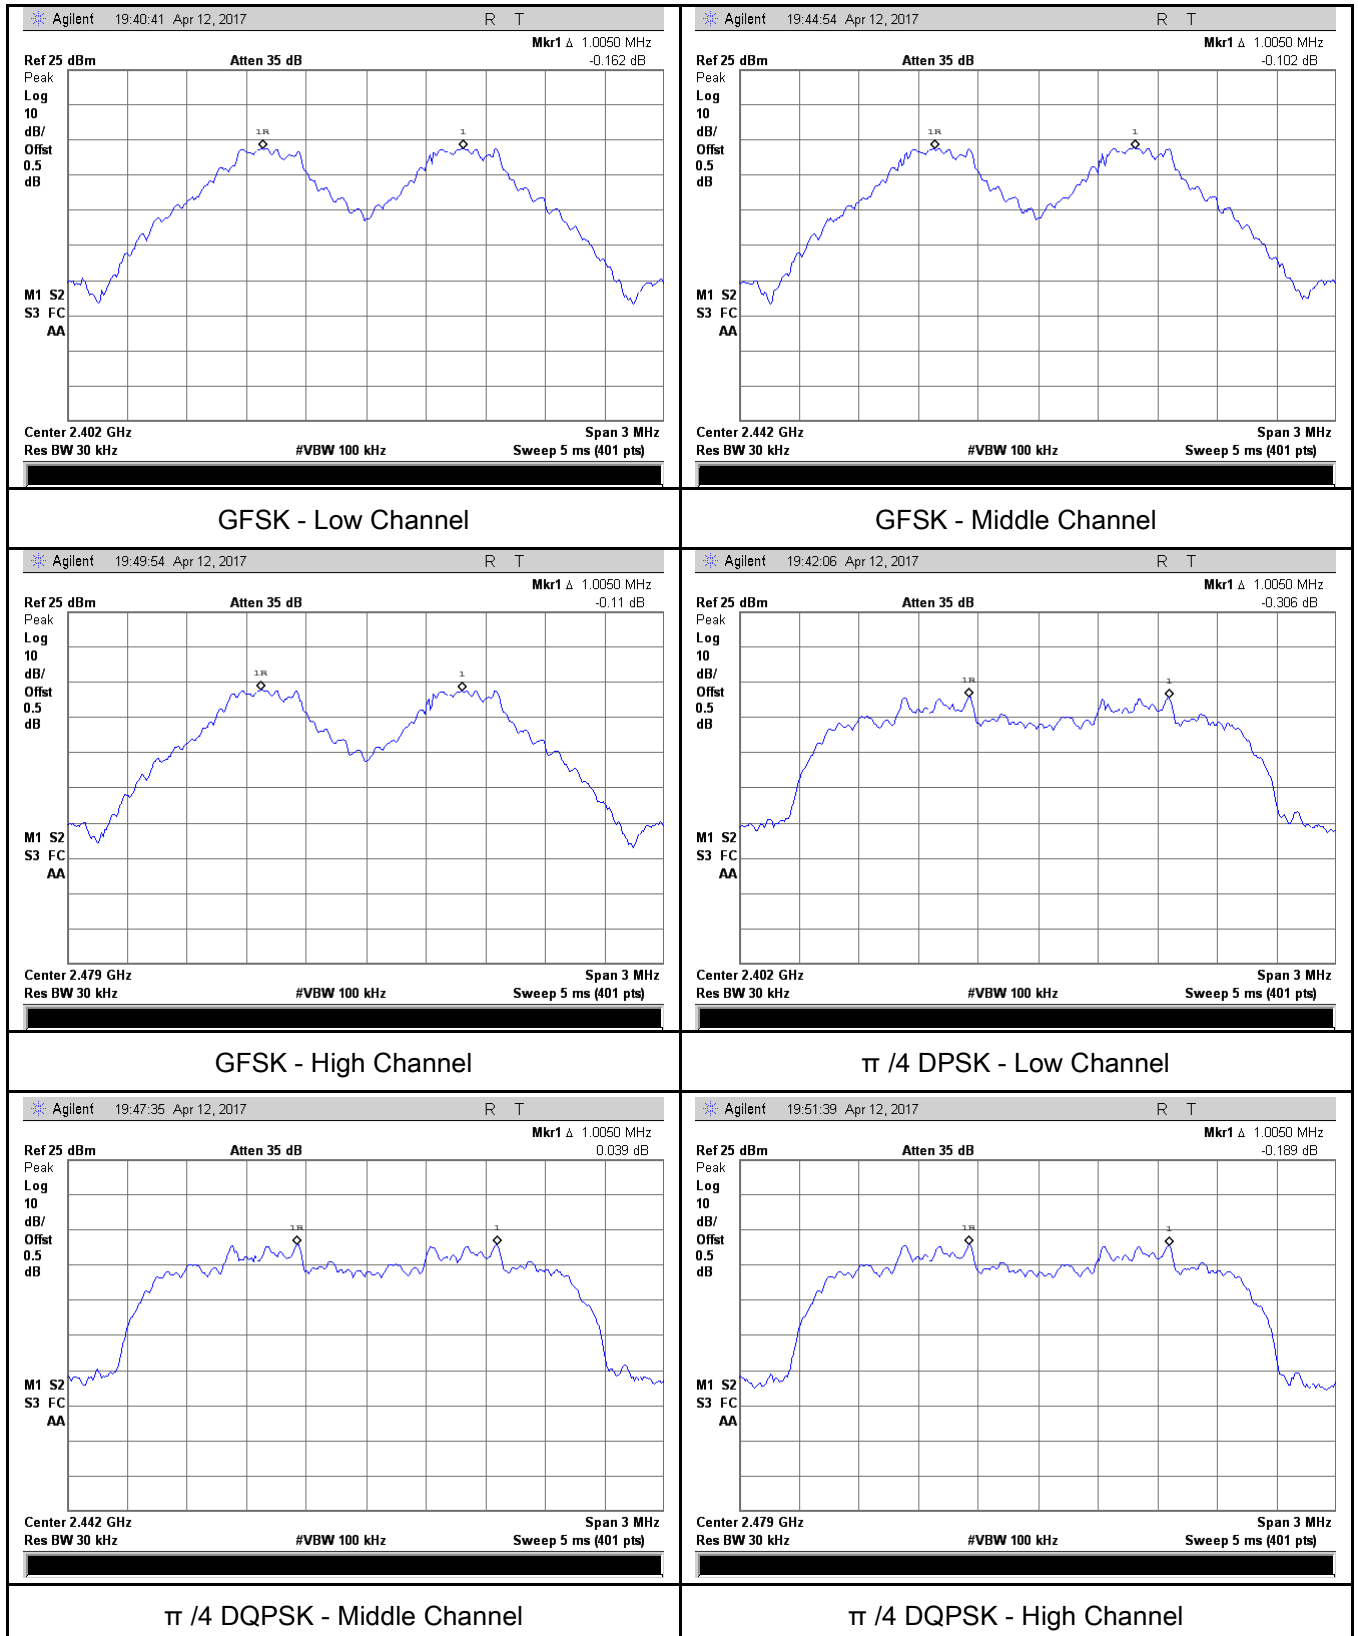 Agilent 19:40:41 Apr 12, 2017 R T
Mkr1 Δ 1.0050 MHz
Ref 25 dBm Atten 35 dB -0.162 dB
Peak
Log
10
dB/
Offst
0.5
dB
1R 1
M1 S2
S3 FC
AA
Center 2.402 GHz Span 3 MHz
Res BW 30 kHz #VBW 100 kHz Sweep 5 ms (401 pts)
GFSK - Low Channel
Agilent 19:44:54 Apr 12, 2017 R T
Mkr1 Δ 1.0050 MHz
Ref 25 dBm Atten 35 dB -0.102 dB
Peak
Log
10
dB/
Offst
0.5
dB
1R 1
M1 S2
S3 FC
AA
Center 2.442 GHz Span 3 MHz
Res BW 30 kHz #VBW 100 kHz Sweep 5 ms (401 pts)
GFSK - Middle Channel
Agilent 19:49:54 Apr 12, 2017 R T
Mkr1 Δ 1.0050 MHz
Ref 25 dBm Atten 35 dB -0.11 dB
Peak
Log
10
dB/
Offst
0.5
dB
1R 1
M1 S2
S3 FC
AA
Center 2.479 GHz Span 3 MHz
Res BW 30 kHz #VBW 100 kHz Sweep 5 ms (401 pts)
GFSK - High Channel
Agilent 19:42:06 Apr 12, 2017 R T
Mkr1 Δ 1.0050 MHz
Ref 25 dBm Atten 35 dB -0.306 dB
Peak
Log
10
dB/
Offst
0.5
dB
1R 1
M1 S2
S3 FC
AA
Center 2.402 GHz Span 3 MHz
Res BW 30 kHz #VBW 100 kHz Sweep 5 ms (401 pts)
π /4 DPSK - Low Channel
Agilent 19:47:35 Apr 12, 2017 R T
Mkr1 Δ 1.0050 MHz
Ref 25 dBm Atten 35 dB 0.039 dB
Peak
Log
10
dB/
Offst
0.5
dB
1R 1
M1 S2
S3 FC
AA
Center 2.442 GHz Span 3 MHz
Res BW 30 kHz #VBW 100 kHz Sweep 5 ms (401 pts)
π /4 DQPSK - Middle Channel
Agilent 19:51:39 Apr 12, 2017 R T
Mkr1 Δ 1.0050 MHz
Ref 25 dBm Atten 35 dB -0.189 dB
Peak
Log
10
dB/
Offst
0.5
dB
1R 1
M1 S2
S3 FC
AA
Center 2.479 GHz Span 3 MHz
Res BW 30 kHz #VBW 100 kHz Sweep 5 ms (401 pts)
π /4 DQPSK - High Channel